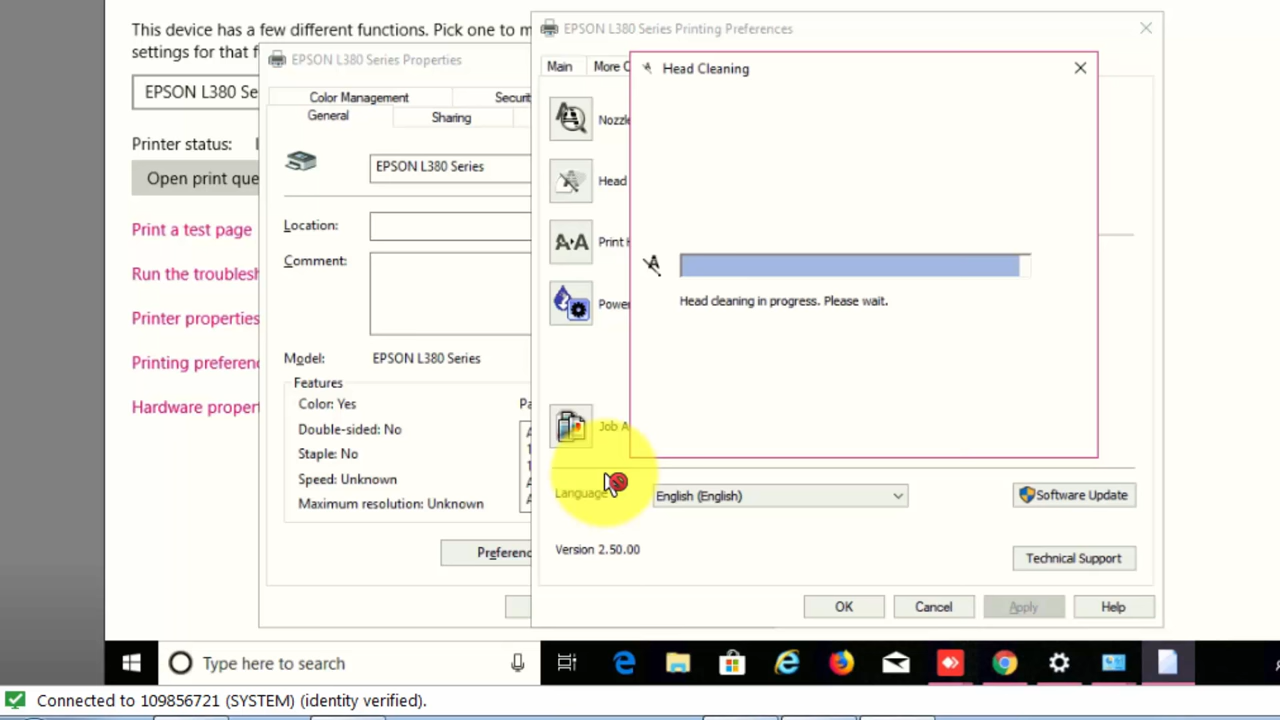 This device has a few different functions. Pick one to m
settings for that f
EPSON L380 Se
Printer status:
Open print que
Print a test page
Run the troublesh
Printer properties
Printing preferen
Hardware propert
EPSON L380 Series Properties
Color Management
Securit
General
Sharing
EPSON L380 Series
Location:
Comment:
Model:
EPSON L380 Series
Features
Color: Yes
Pa
Double-sided: No
Staple: No
Speed: Unknown
Maximum resolution: Unknown
Preferenc
EPSON L380 Series Printing Preferences
Main
More O
Nozzle
Head
Print H
Power
Job A
Language
English (English)
Software Update
Version 2.50.00
Technical Support
OK
Cancel
Apply
Help
Head Cleaning
Head cleaning in progress. Please wait.
Type here to search
Connected to 109856721 (SYSTEM) (identity verified).